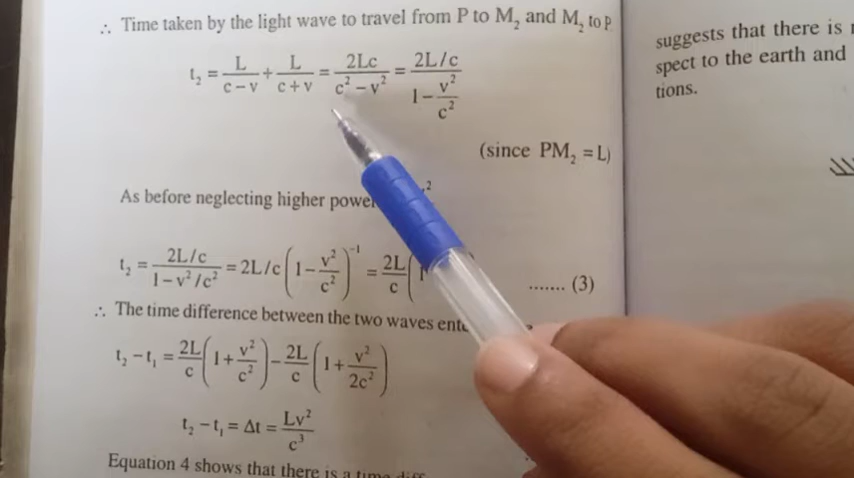 ∴ Time taken by the light wave to travel from P to M₂ and M₂ to P
t₂ = L/(c – v) + L/(c + v) = 2Lc/(c² – v²) = (2L/c)/(1 – v²/c²)
(since PM₂ = L)
As before neglecting higher
t₂ = (2L/c)/(1 – v²/c²) = 2L/c (1 – v²/c²)⁻¹ = 2L/c (
....... (3)
∴ The time difference between the two waves
t₂ – t₁ = 2L/c (1 + v²/c²) – 2L/c (1 + v²/2c²)
t₂ – t₁ = Δt = Lv²/c³
Equation 4 shows that there is a time
suggests that there is
spect to the earth and
tions.